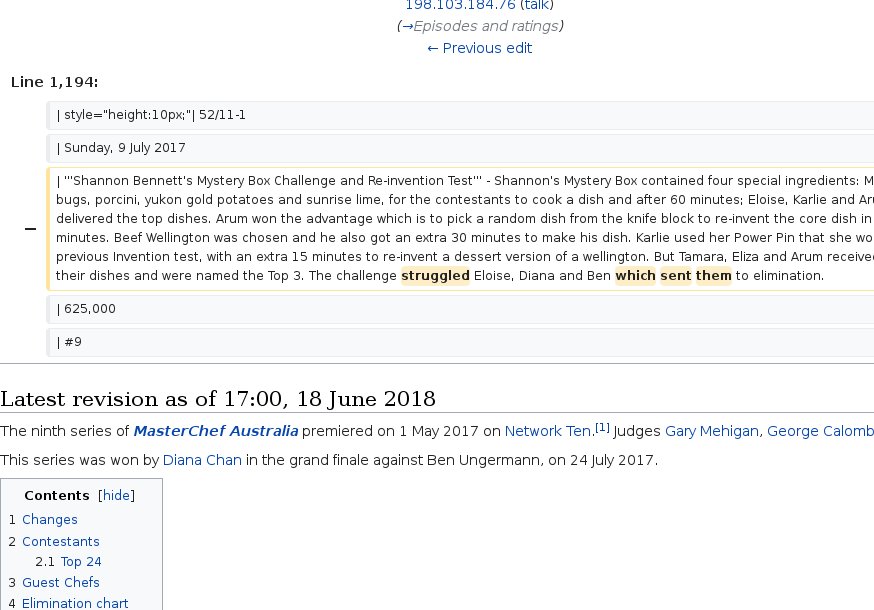 198.103.184.76 (talk)
(→Episodes and ratings)
← Previous edit
Line 1,194:
| style="height:10px;"| 52/11-1
| Sunday, 9 July 2017
| '''Shannon Bennett's Mystery Box Challenge and Re-invention Test''' - Shannon's Mystery Box contained four special ingredients: M
bugs, porcini, yukon gold potatoes and sunrise lime, for the contestants to cook a dish and after 60 minutes; Eloise, Karlie and Aru
delivered the top dishes. Arum won the advantage which is to pick a random dish from the knife block to re-invent the core dish in
minutes. Beef Wellington was chosen and he also got an extra 30 minutes to make his dish. Karlie used her Power Pin that she wo
previous Invention test, with an extra 15 minutes to re-invent a dessert version of a wellington. But Tamara, Eliza and Arum received
− their dishes and were named the Top 3. The challenge struggled Eloise, Diana and Ben which sent them to elimination.
| 625,000
| #9
Latest revision as of 17:00, 18 June 2018
The ninth series of MasterChef Australia premiered on 1 May 2017 on Network Ten.[1] Judges Gary Mehigan, George Calomb
This series was won by Diana Chan in the grand finale against Ben Ungermann, on 24 July 2017.
Contents [hide]
1 Changes
2 Contestants
2.1 Top 24
3 Guest Chefs
4 Elimination chart